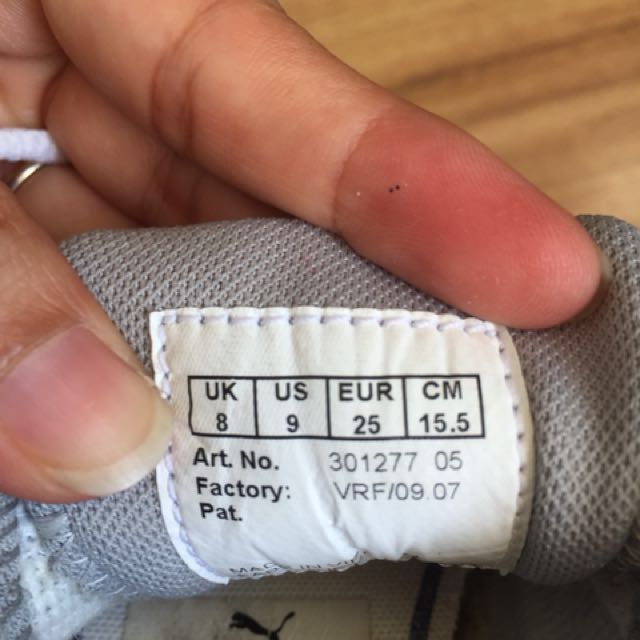 UK US EUR CM
8 9 25 15.5
Art. No. 301277 05
Factory: VRF/09.07
Pat.